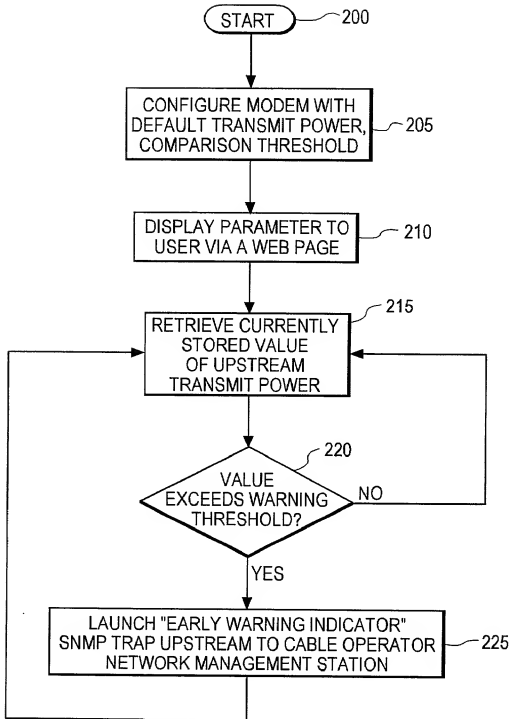 START
200
CONFIGURE MODEM WITH
DEFAULT TRANSMIT POWER,
COMPARISON THRESHOLD
205
DISPLAY PARAMETER TO
USER VIA A WEB PAGE
210
215
RETRIEVE CURRENTLY
STORED VALUE
OF UPSTREAM
TRANSMIT POWER
220
VALUE
EXCEEDS WARNING
THRESHOLD?
NO
YES
LAUNCH "EARLY WARNING INDICATOR"
SNMP TRAP UPSTREAM TO CABLE OPERATOR
NETWORK MANAGEMENT STATION
225